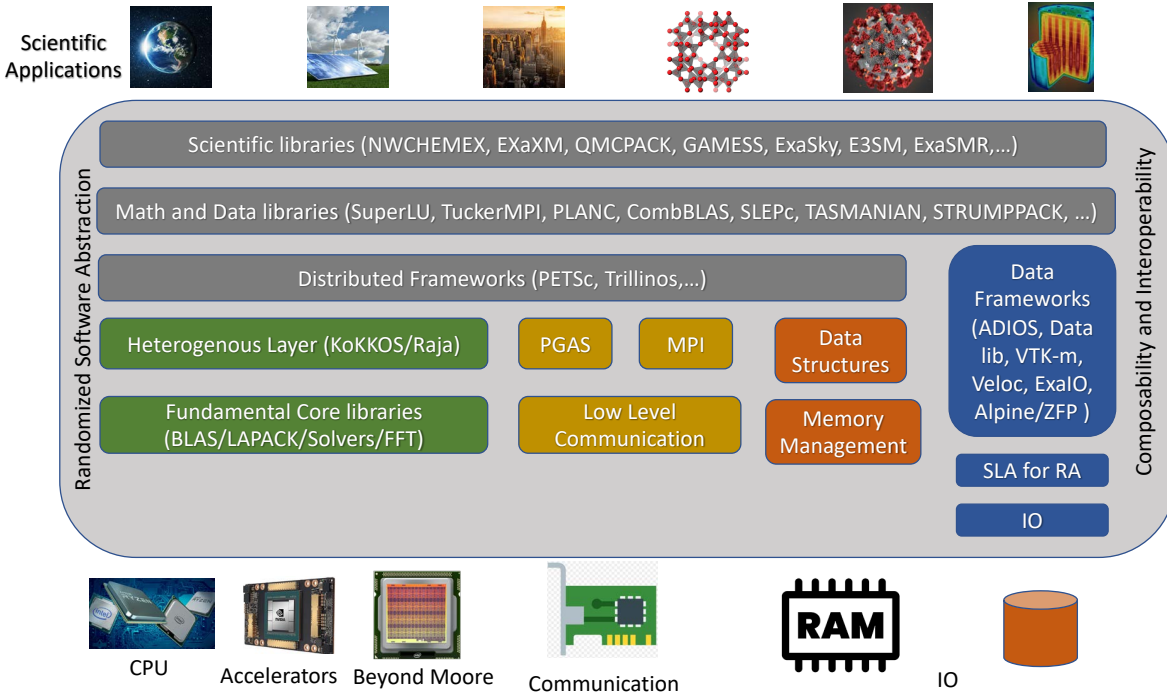 Scientific
Applications
Randomized Software Abstraction
Composability and Interoperability
Scientific libraries (NWCHEMEX, EXaXM, QMCPACK, GAMESS, ExaSky, E3SM, ExaSMR,...)
Math and Data libraries (SuperLU, TuckerMPI, PLANC, CombBLAS, SLEPc, TASMANIAN, STRUMPPACK, ...)
Distributed Frameworks (PETSc, Trillinos,...)
Data
Frameworks
(ADIOS, Data
lib, VTK-m,
Veloc, ExaIO,
Alpine/ZFP )
Heterogenous Layer (KoKKOS/Raja)
PGAS
MPI
Data
Structures
Fundamental Core libraries
(BLAS/LAPACK/Solvers/FFT)
Low Level
Communication
Memory
Management
SLA for RA
IO
RAM
CPU
Accelerators
Beyond Moore
Communication
IO